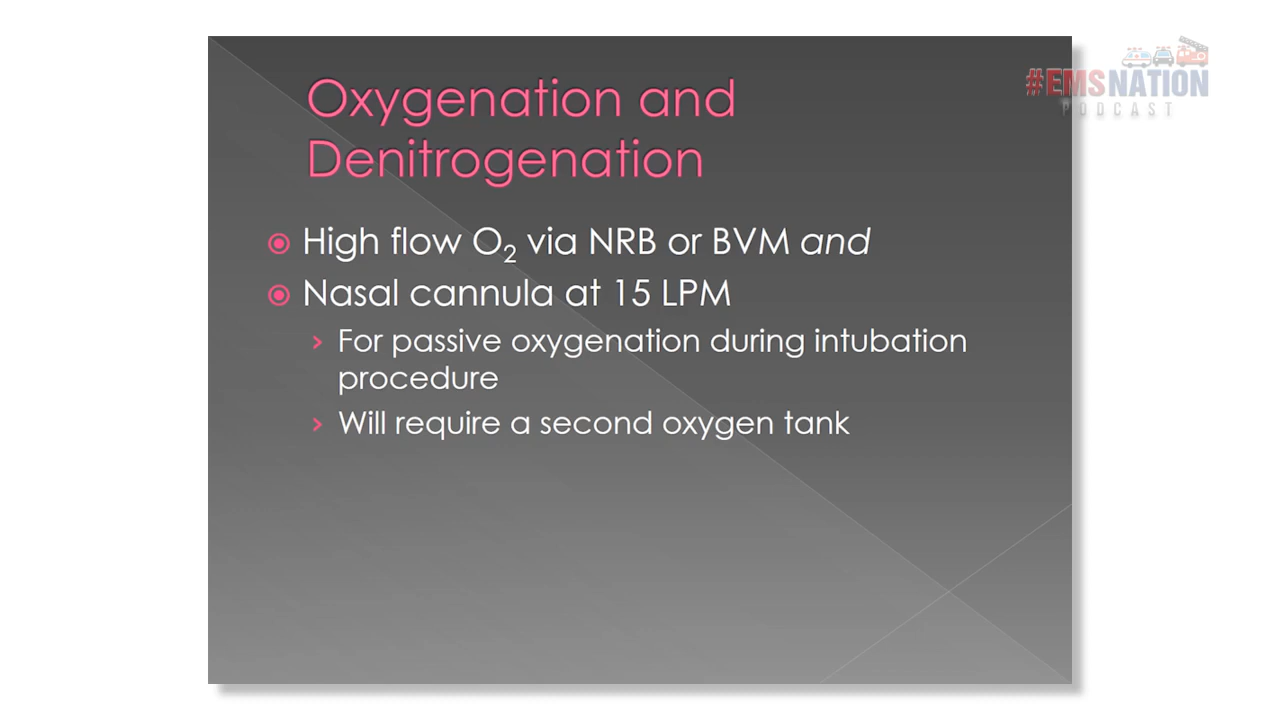 #EMSNATION
PODCAST
Oxygenation and
Denitrogenation
High flow O₂ via NRB or BVM and
Nasal cannula at 15 LPM
For passive oxygenation during intubation
procedure
Will require a second oxygen tank